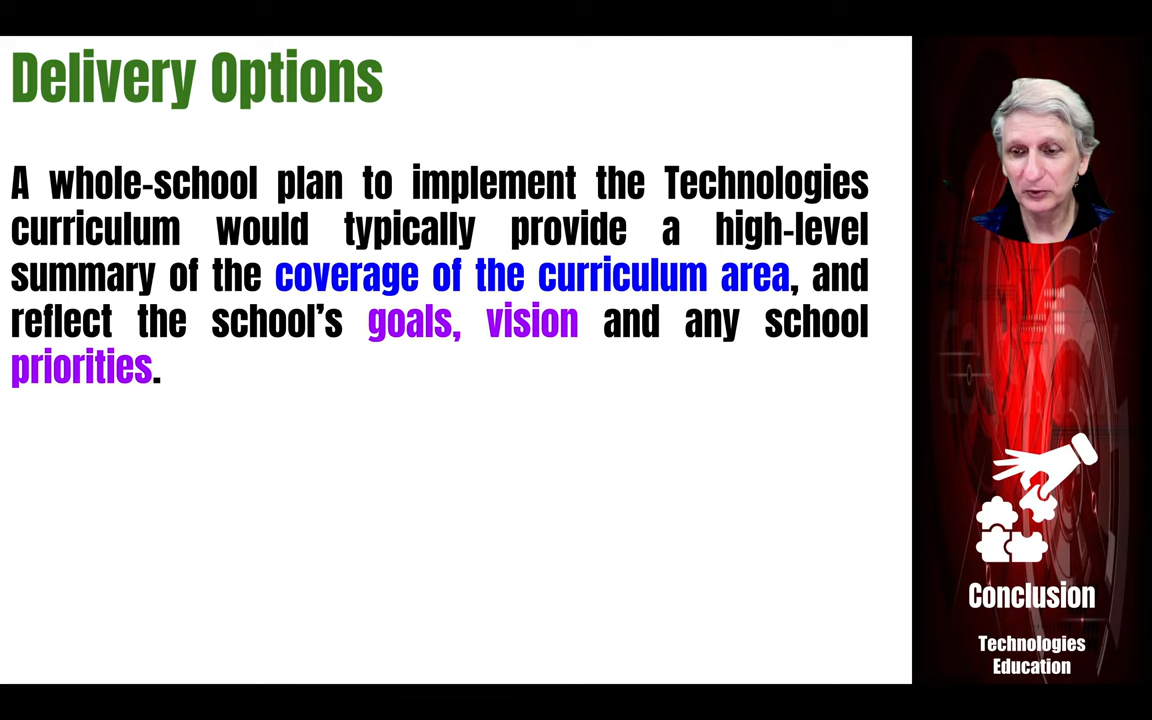 Delivery Options
A whole-school plan to implement the Technologies
curriculum would typically provide a high-level
summary of the coverage of the curriculum area, and
reflect the school’s goals, vision and any school
priorities.
Conclusion
Technologies
Education